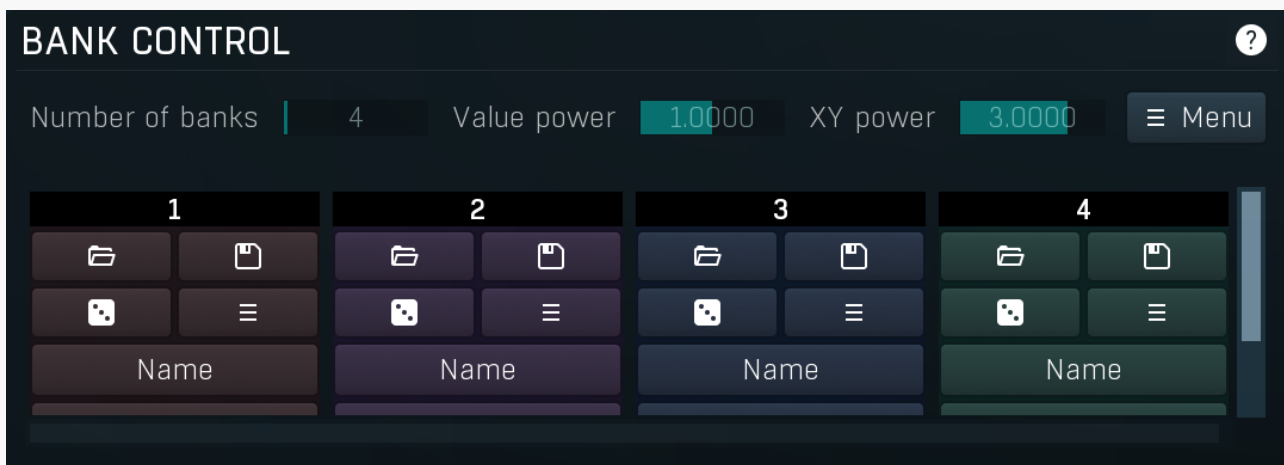 BANK CONTROL ?
Number of banks 4 Value power 1.0000 XY power 3.0000 Menu
1 2 3 4
Name Name Name Name